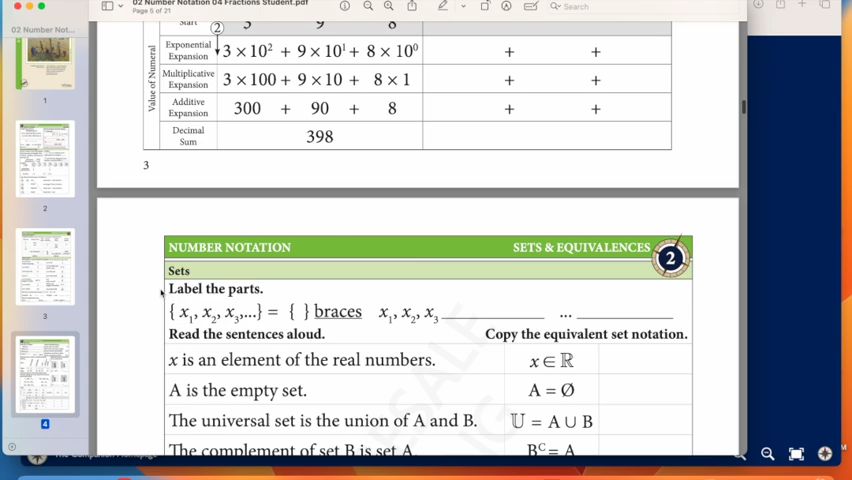 02 Number Notation 04 Fractions Student.pdf
Page 5 of 21
Search
02 Number Not...
1
2
3
4
Start 3 9 8
2
Value of Numeral
Exponential Expansion 3 × 10² + 9 × 10¹ + 8 × 10⁰ + +
Multiplicative Expansion 3 × 100 + 9 × 10 + 8 × 1 + +
Additive Expansion 300 + 90 + 8 + +
Decimal Sum 398
3
NUMBER NOTATION SETS & EQUIVALENCES 2
Sets
Label the parts.
{ x₁, x₂, x₃,...} = { } braces x₁, x₂, x₃ __________ ... __________
Read the sentences aloud. Copy the equivalent set notation.
x is an element of the real numbers. x ∈ ℝ
A is the empty set. A = Ø
The universal set is the union of A and B. 𝕌 = A ∪ B
The complement of set B is set A. Bᶜ = A
The Companion Homepage